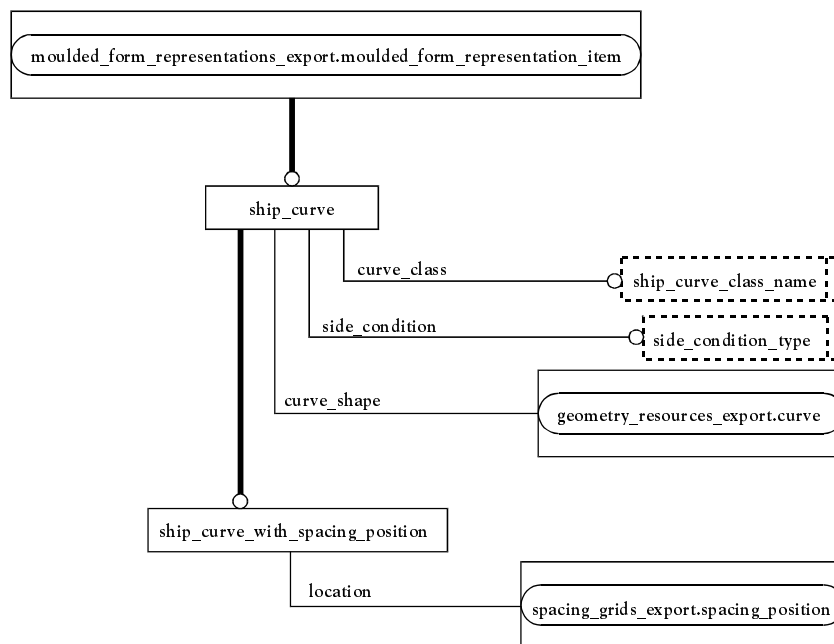 moulded_form_representations_export.moulded_form_representation_item
ship_curve
curve_class
ship_curve_class_name
side_condition
side_condition_type
curve_shape
geometry_resources_export.curve
ship_curve_with_spacing_position
location
spacing_grids_export.spacing_position